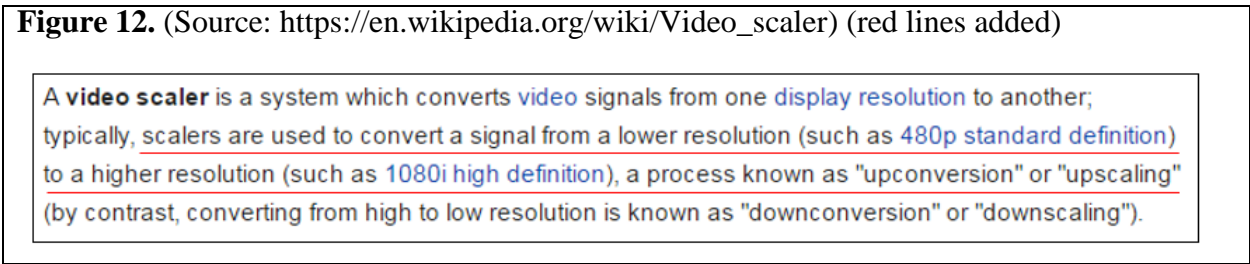 Figure 12. (Source: https://en.wikipedia.org/wiki/Video_scaler) (red lines added)
A video scaler is a system which converts video signals from one display resolution to another;
typically, scalers are used to convert a signal from a lower resolution (such as 480p standard definition)
to a higher resolution (such as 1080i high definition), a process known as "upconversion" or "upscaling"
(by contrast, converting from high to low resolution is known as "downconversion" or "downscaling").